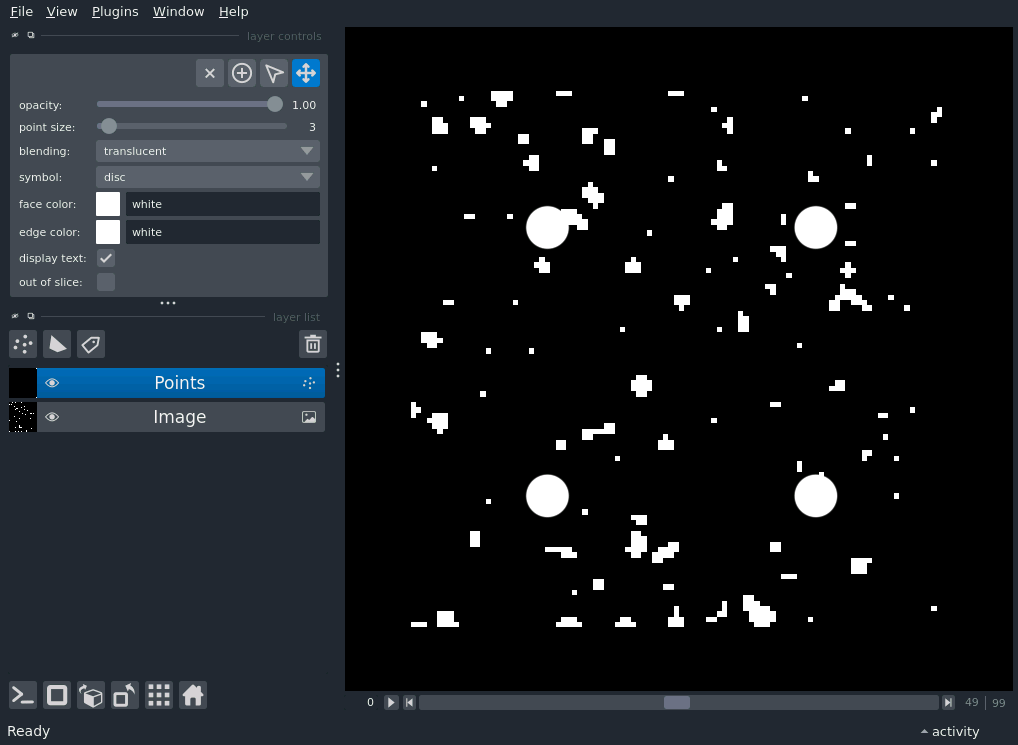 File View Plugins Window Help
layer controls
opacity: 1.00
point size: 3
blending: translucent
symbol: disc
face color: white
edge color: white
display text:
out of slice:
layer list
Points
Image
0 49 | 99
Ready activity